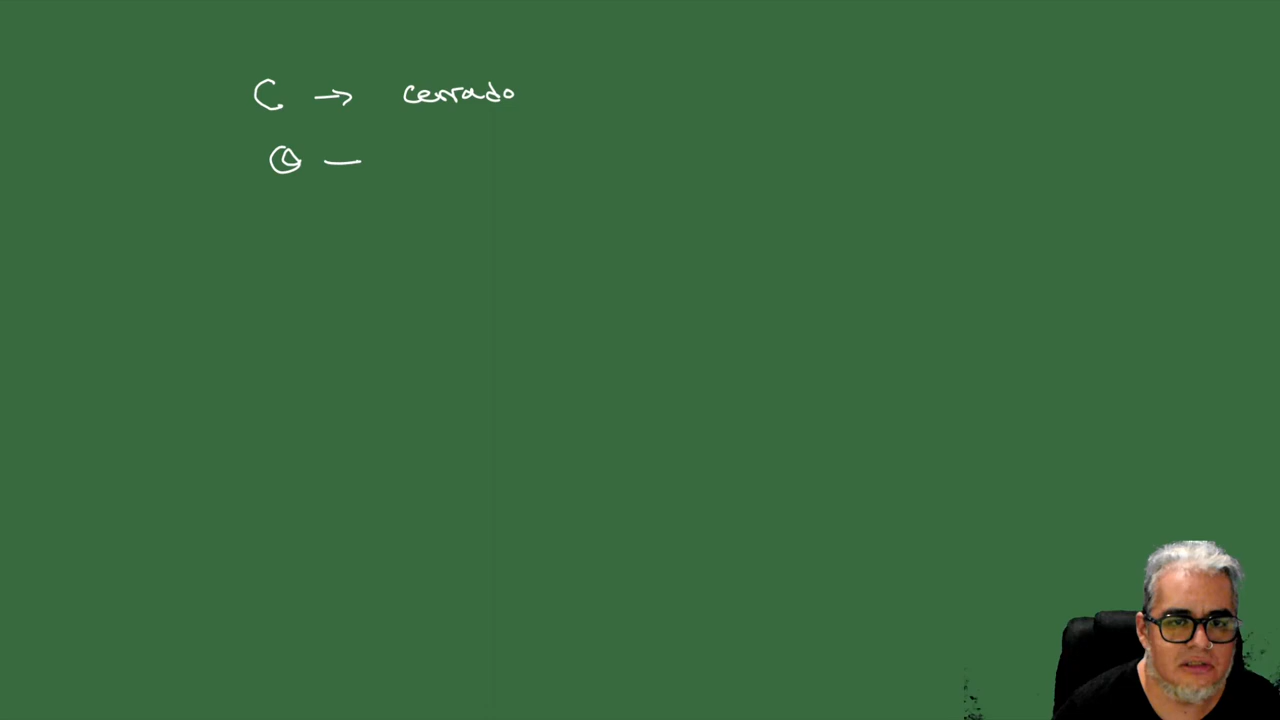 C → cerrado
a —